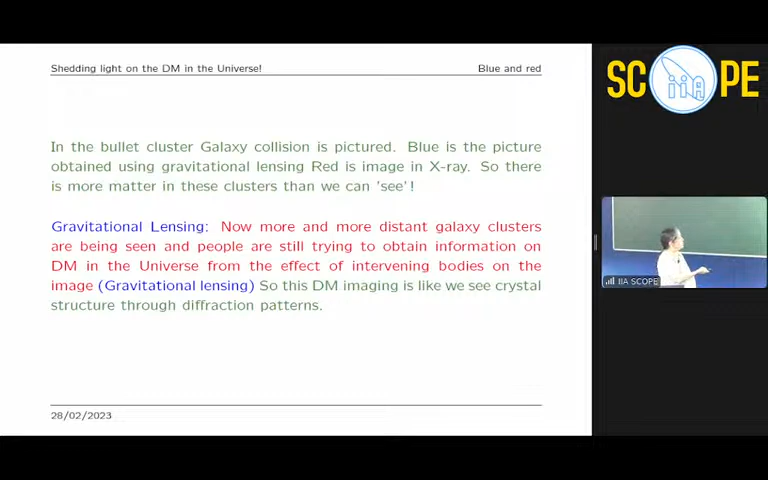 Shedding light on the DM in the Universe!
Blue and red
SC iiA PE
In the bullet cluster Galaxy collision is pictured. Blue is the picture
obtained using gravitational lensing Red is image in X-ray. So there
is more matter in these clusters than we can 'see'!
Gravitational Lensing: Now more and more distant galaxy clusters
are being seen and people are still trying to obtain information on
DM in the Universe from the effect of intervening bodies on the
image (Gravitational lensing) So this DM imaging is like we see crystal
structure through diffraction patterns.
IIA SCOPE
28/02/2023